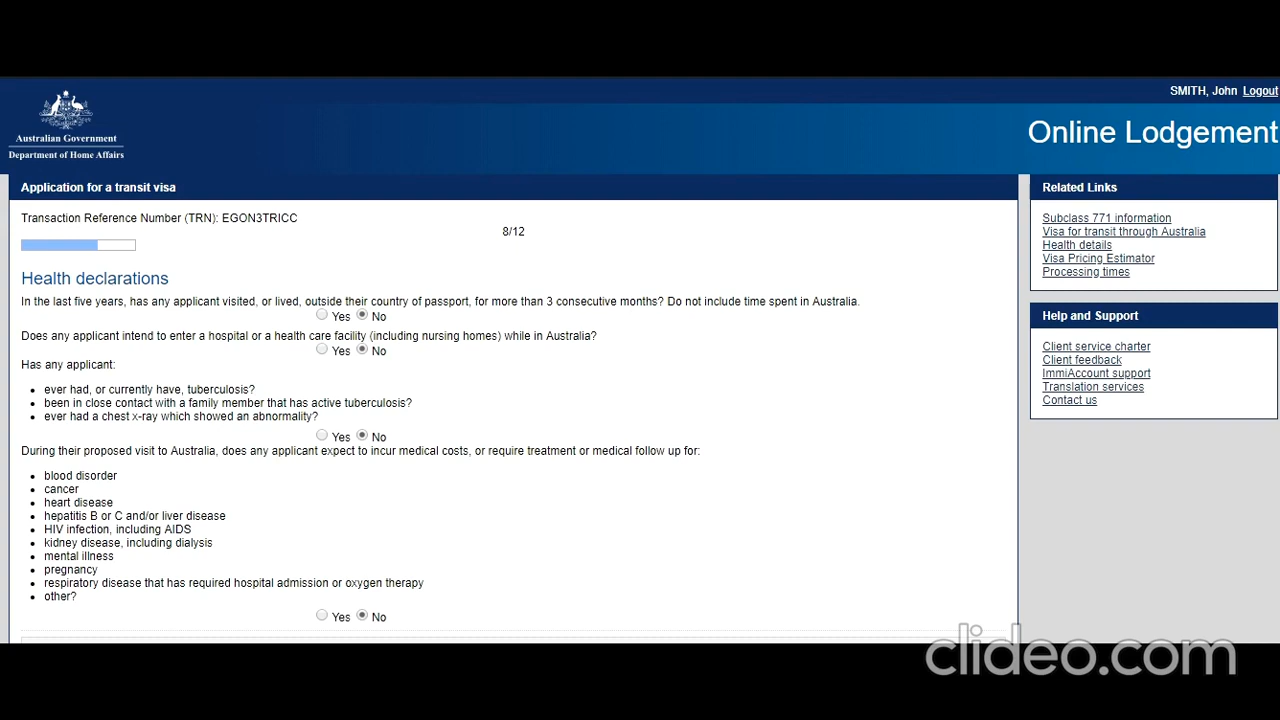 SMITH, John Logout
Australian Government
Department of Home Affairs
Online Lodgement
Application for a transit visa
Transaction Reference Number (TRN): EGON3TRICC
8/12
Health declarations
In the last five years, has any applicant visited, or lived, outside their country of passport, for more than 3 consecutive months? Do not include time spent in Australia.
Yes No
Does any applicant intend to enter a hospital or a health care facility (including nursing homes) while in Australia?
Yes No
Has any applicant:
ever had, or currently have, tuberculosis?
been in close contact with a family member that has active tuberculosis?
ever had a chest x-ray which showed an abnormality?
Yes No
During their proposed visit to Australia, does any applicant expect to incur medical costs, or require treatment or medical follow up for:
blood disorder
cancer
heart disease
hepatitis B or C and/or liver disease
HIV infection, including AIDS
kidney disease, including dialysis
mental illness
pregnancy
respiratory disease that has required hospital admission or oxygen therapy
other?
Yes No
Related Links
Subclass 771 information
Visa for transit through Australia
Health details
Visa Pricing Estimator
Processing times
Help and Support
Client service charter
Client feedback
ImmiAccount support
Translation services
Contact us
clideo.com